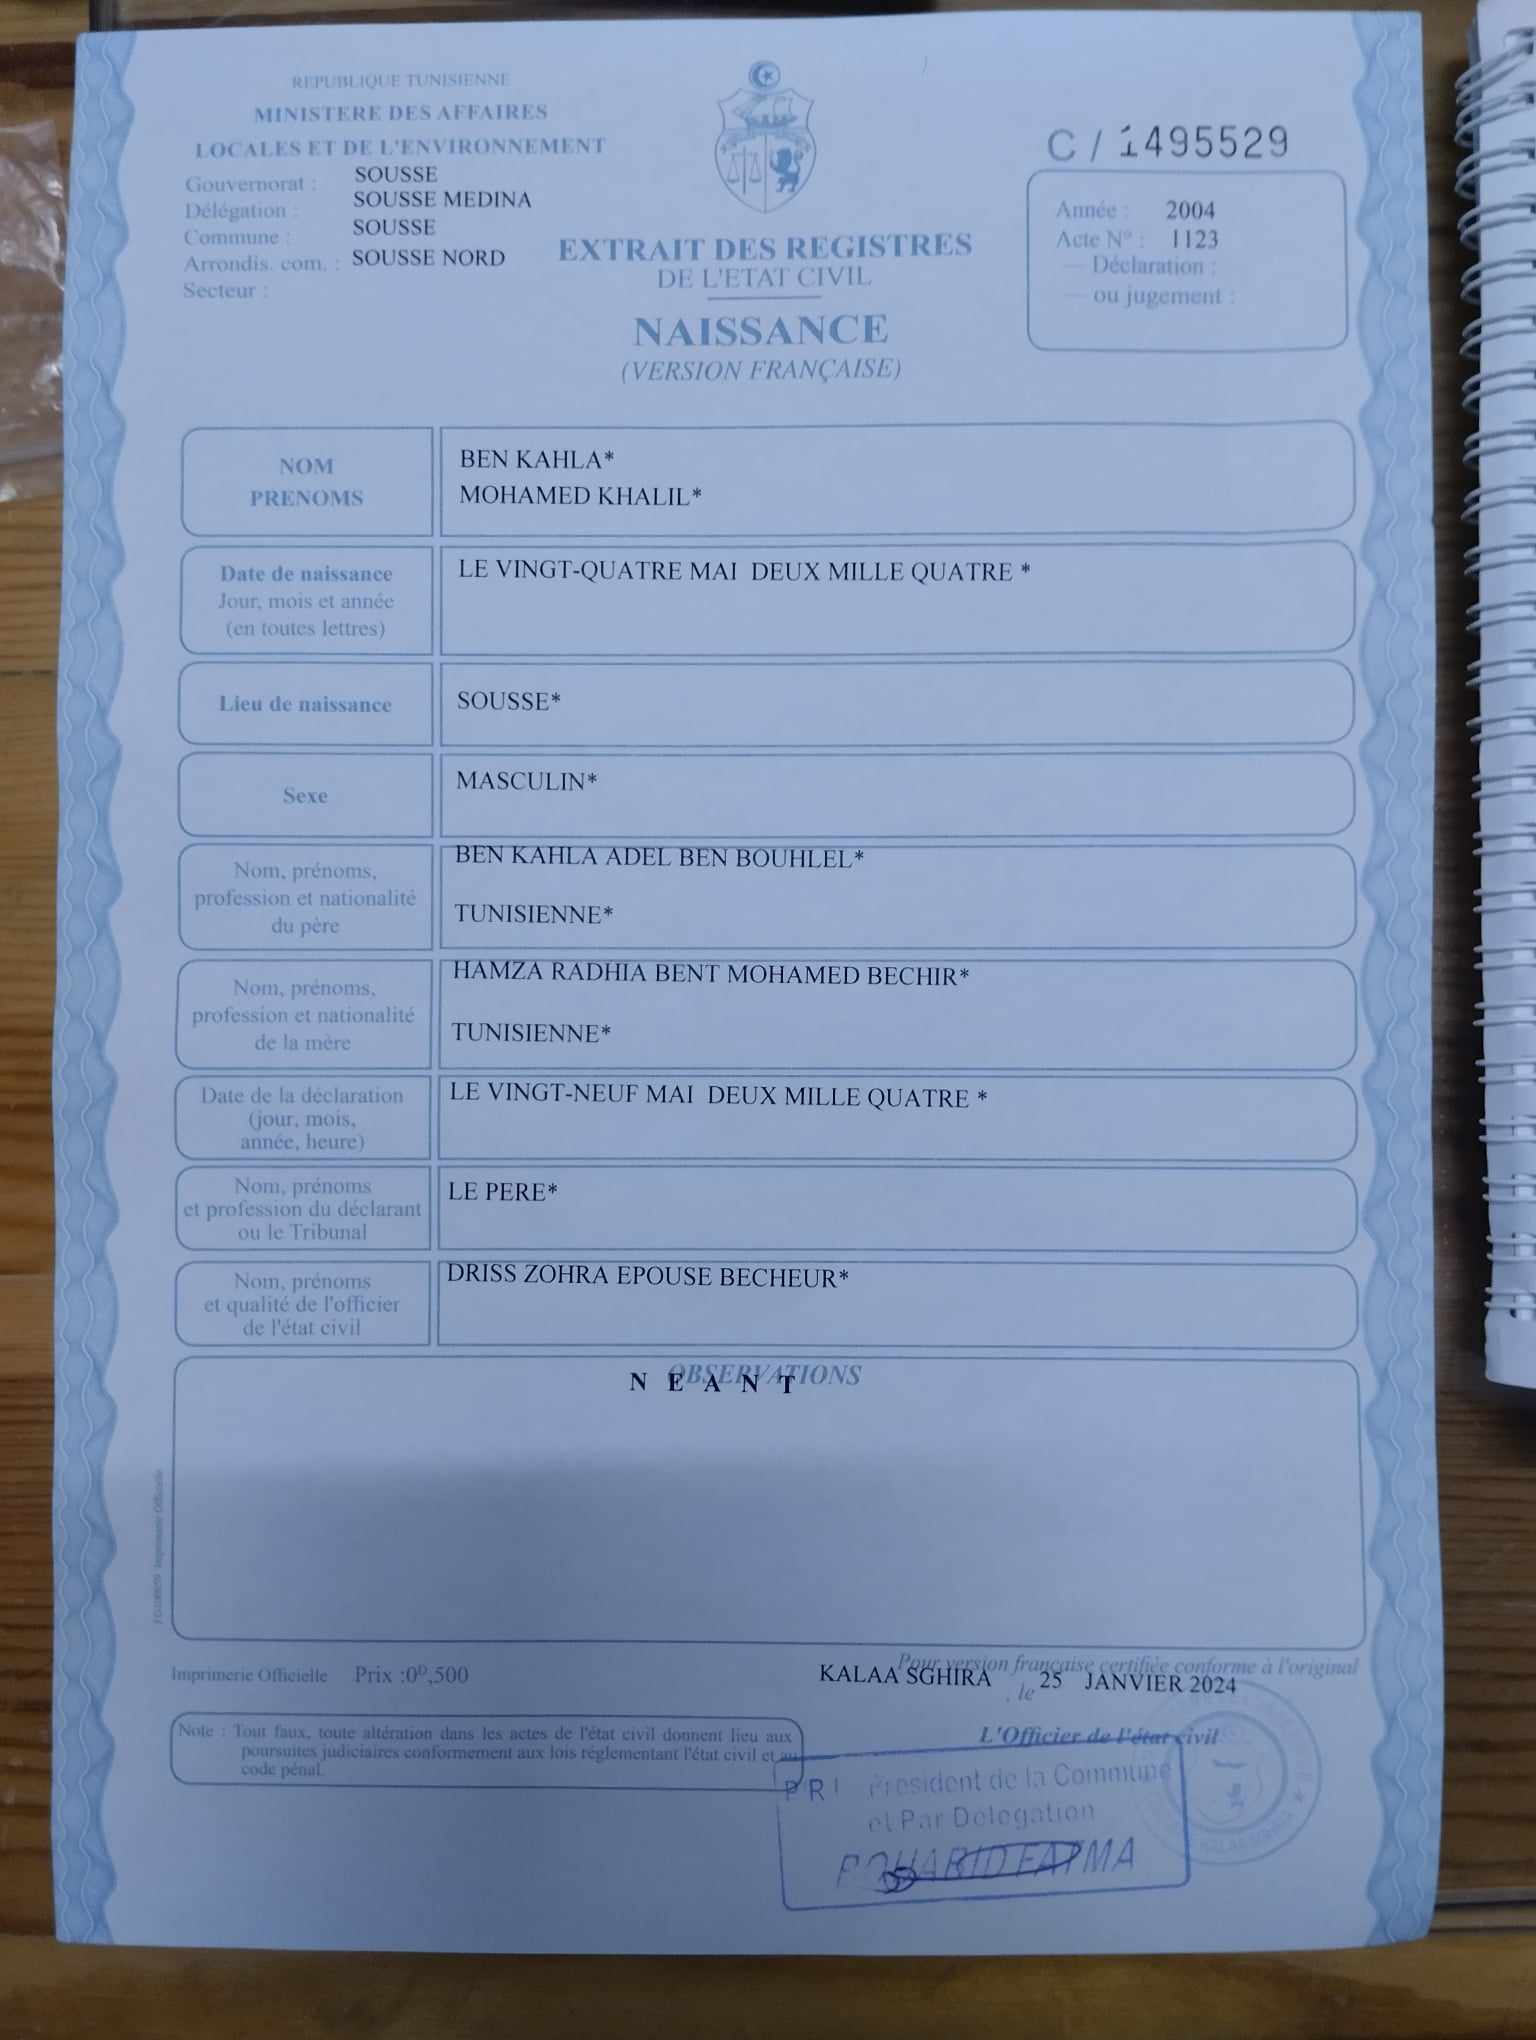 REPUBLIQUE TUNISIENNE
MINISTERE DES AFFAIRES
LOCALES ET DE L'ENVIRONNEMENT
Gouvernorat : SOUSSE
Délégation : SOUSSE MEDINA
Commune : SOUSSE
Arrondis. com. : SOUSSE NORD
Secteur :
C / 1495529
Année : 2004
Acte N° : 1123
— Déclaration :
— ou jugement :
EXTRAIT DES REGISTRES
DE L'ETAT CIVIL
NAISSANCE
(VERSION FRANÇAISE)
NOM
PRENOMS
BEN KAHLA*
MOHAMED KHALIL*
Date de naissance
Jour, mois et année
(en toutes lettres)
LE VINGT-QUATRE MAI DEUX MILLE QUATRE *
Lieu de naissance
SOUSSE*
Sexe
MASCULIN*
Nom, prénoms,
profession et nationalité
du père
BEN KAHLA ADEL BEN BOUHLEL*
TUNISIENNE*
Nom, prénoms,
profession et nationalité
de la mère
HAMZA RADHIA BENT MOHAMED BECHIR*
TUNISIENNE*
Date de la déclaration
(jour, mois,
année, heure)
LE VINGT-NEUF MAI DEUX MILLE QUATRE *
Nom, prénoms
et profession du déclarant
ou le Tribunal
LE PERE*
Nom, prénoms
et qualité de l'officier
de l'état civil
DRISS ZOHRA EPOUSE BECHEUR*
OBSERVATIONS
N E A N T
Imprimerie Officielle
Imprimerie Officielle Prix :0ᴰ,500
Pour version française certifiée conforme à l'original
KALAA SGHIRA , le 25 JANVIER 2024
L'Officier de l'état civil
Note : Tout faux, toute altération dans les actes de l'état civil donnent lieu aux
poursuites judiciaires conformement aux lois réglementant l'état civil et au
code pénal.
Président de la Commune
et Par Delegation
FATMA